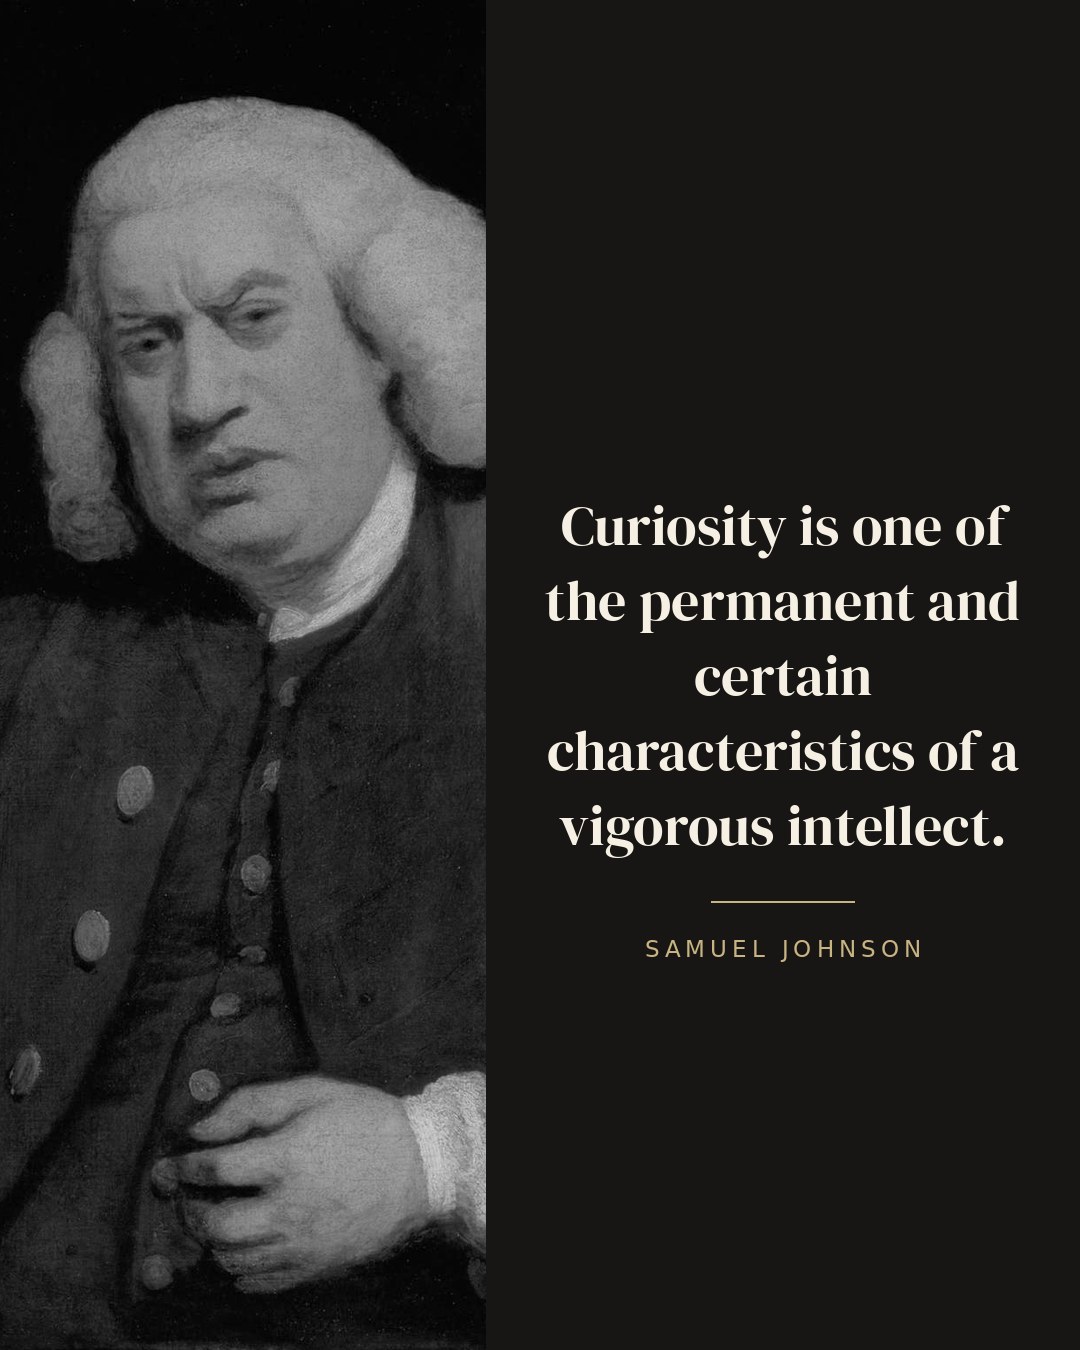 Curiosity is one of
the permanent and
certain
characteristics of a
vigorous intellect.
SAMUEL JOHNSON